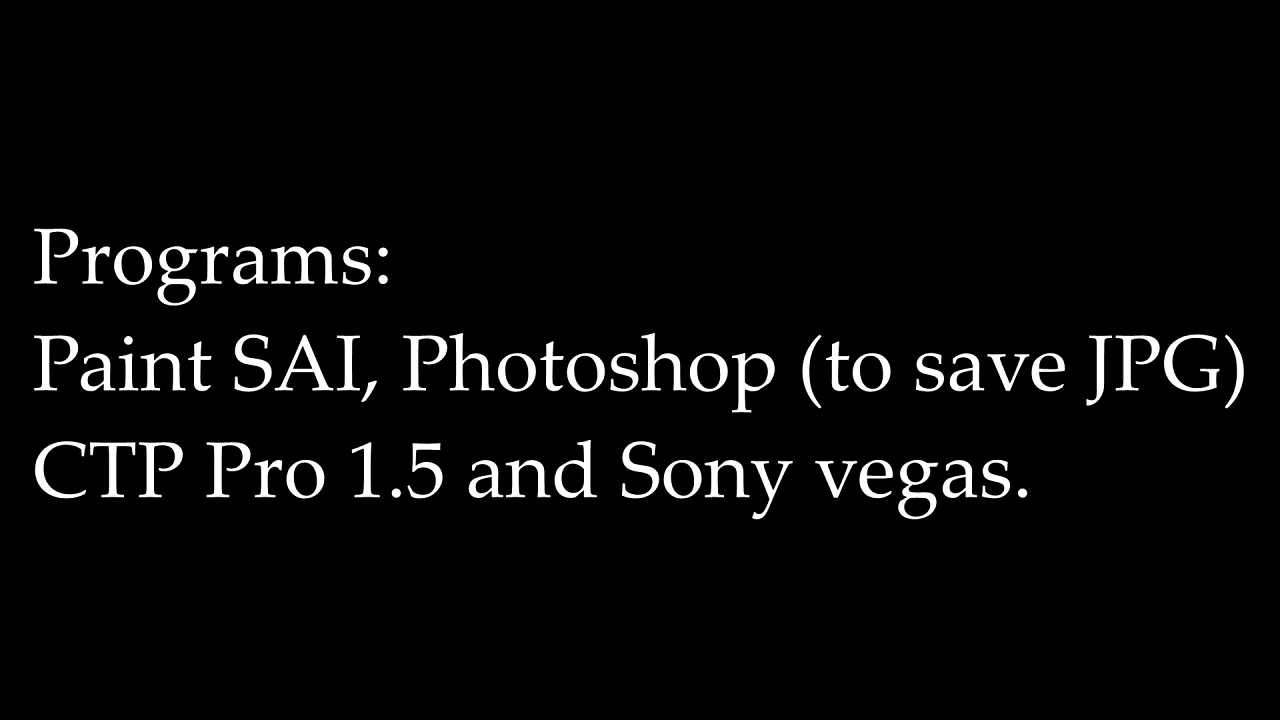 Programs:
Paint SAI, Photoshop (to save JPG)
CTP Pro 1.5 and Sony vegas.